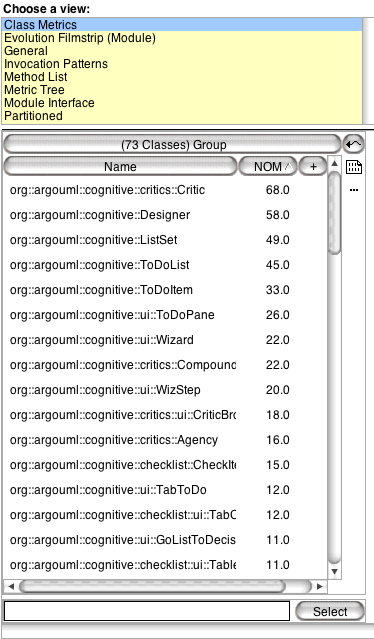 Choose a view:
Class Metrics
Evolution Filmstrip (Module)
General
Invocation Patterns
Method List
Metric Tree
Module Interface
Partitioned
(73 Classes) Group
Name NOM +
org::argouml::cognitive::critics::Critic 68.0
org::argouml::cognitive::Designer 58.0
org::argouml::cognitive::ListSet 49.0
org::argouml::cognitive::ToDoList 45.0
org::argouml::cognitive::ToDoItem 33.0
org::argouml::cognitive::ui::ToDoPane 26.0
org::argouml::cognitive::ui::Wizard 22.0
org::argouml::cognitive::critics::Compound 22.0
org::argouml::cognitive::ui::WizStep 20.0
org::argouml::cognitive::critics::ui::CriticBro 18.0
org::argouml::cognitive::critics::Agency 16.0
org::argouml::cognitive::checklist::CheckIte 15.0
org::argouml::cognitive::ui::TabToDo 12.0
org::argouml::cognitive::checklist::ui::TabC 12.0
org::argouml::cognitive::ui::GoListToDecis 11.0
org::argouml::cognitive::checklist::ui::Table 11.0
Select